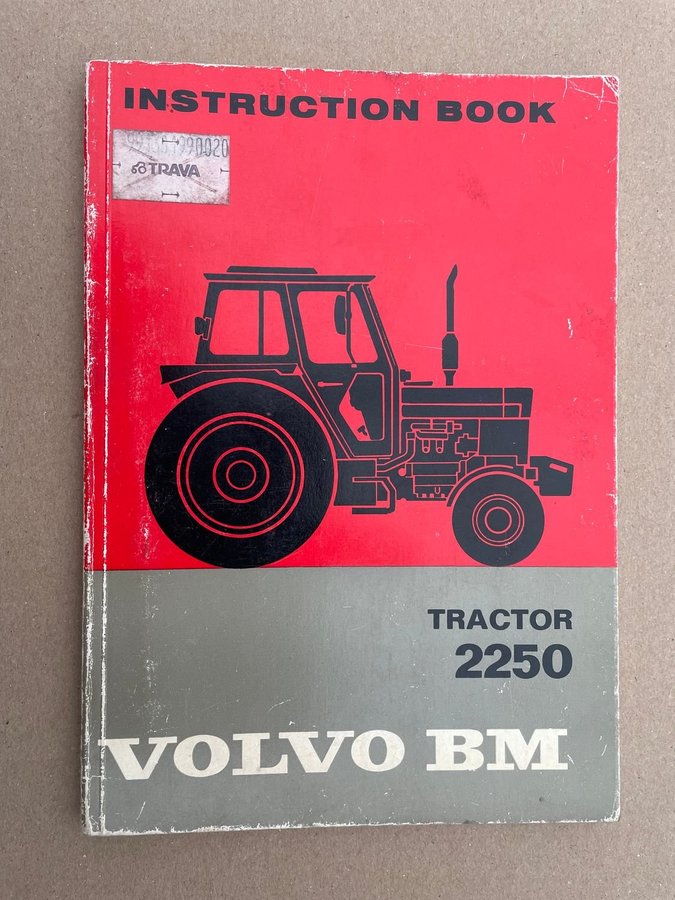 INSTRUCTION BOOK
TRAVA
TRACTOR
2250
VOLVO BM